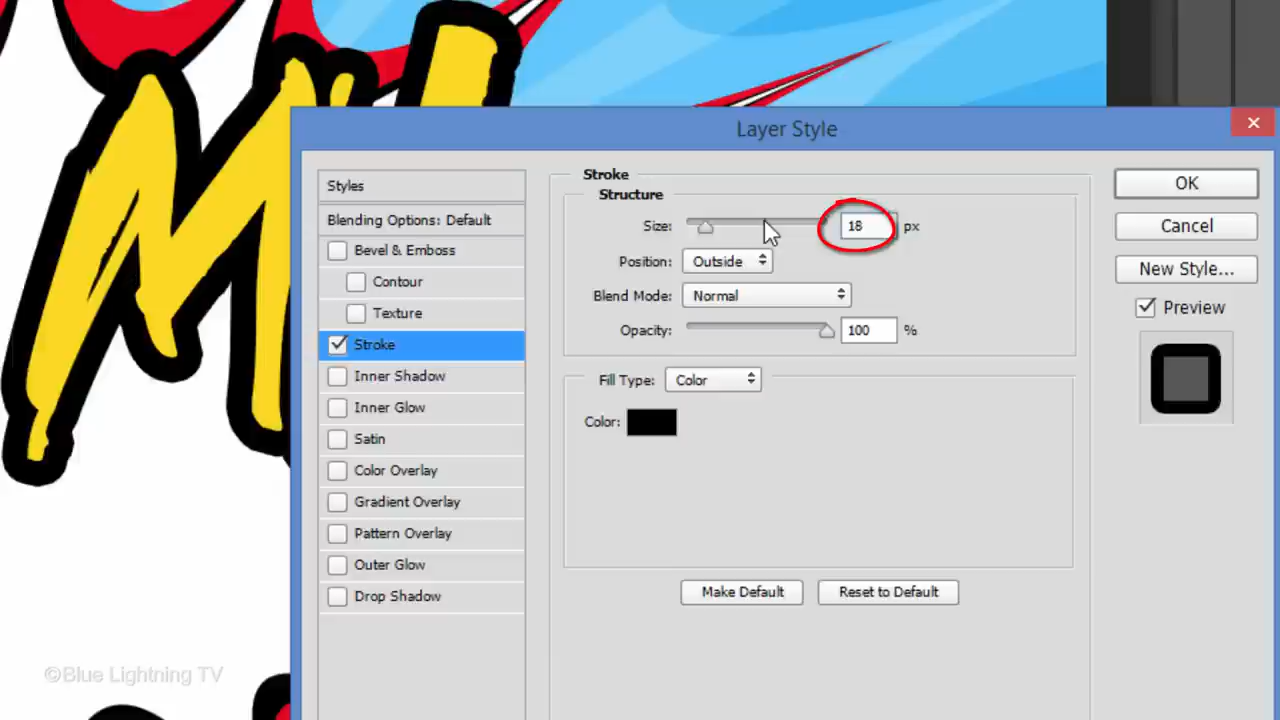 Layer Style
Styles
Blending Options: Default
Bevel & Emboss
Contour
Texture
Stroke
Inner Shadow
Inner Glow
Satin
Color Overlay
Gradient Overlay
Pattern Overlay
Outer Glow
Drop Shadow
Stroke
Structure
Size: 18 px
Position: Outside
Blend Mode: Normal
Opacity: 100 %
Fill Type: Color
Color:
Make Default Reset to Default
OK
Cancel
New Style...
Preview
©Blue Lightning TV